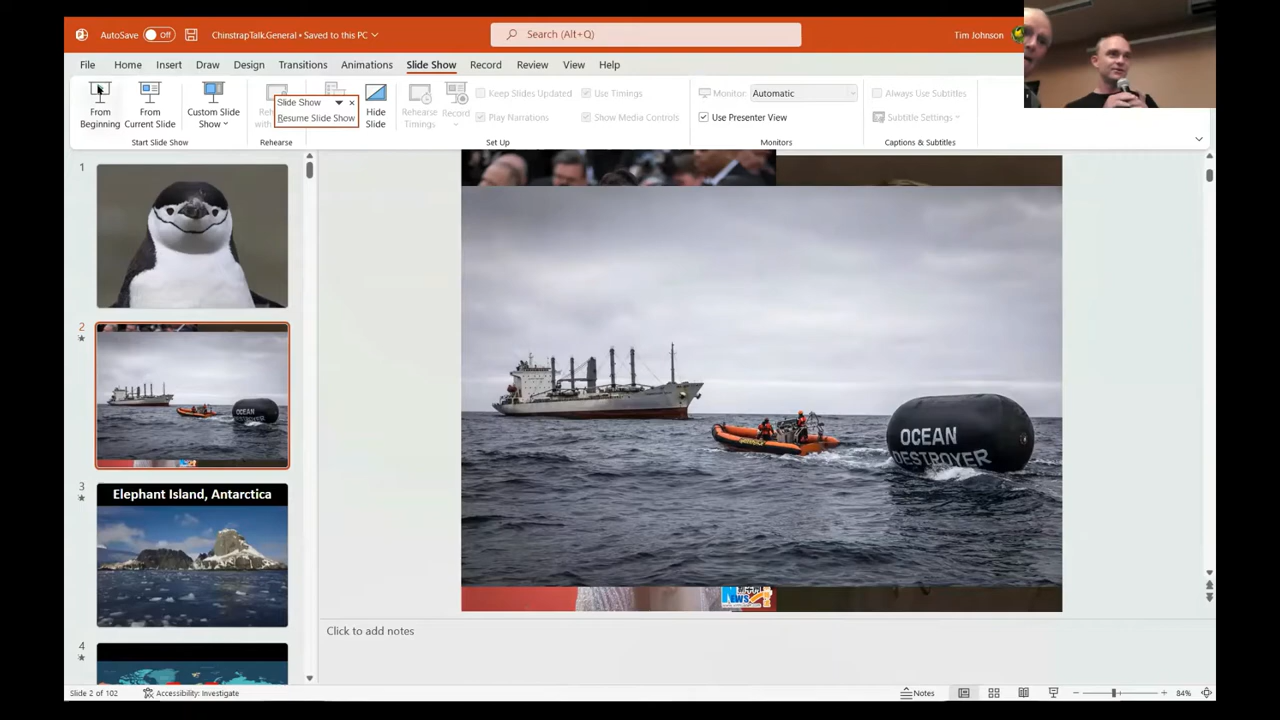 AutoSave Off ChinstrapTalk.General • Saved to this PC Search (Alt+Q) Tim Johnson
File Home Insert Draw Design Transitions Animations Slide Show Record Review View Help
From Beginning
From Current Slide
Custom Slide Show
Slide Show
Resume Slide Show
Hide Slide
Rehearse Timings
Record
Keep Slides Updated
Play Narrations
Use Timings
Show Media Controls
Monitor: Automatic
Use Presenter View
Always Use Subtitles
Subtitle Settings
Start Slide Show Rehearse Set Up Monitors Captions & Subtitles
1
2
OCEAN
DESTROYER
3
Elephant Island, Antarctica
4
OCEAN
DESTROYER
GREENPEACE
News
Click to add notes
Slide 2 of 102 Accessibility: Investigate Notes 84%